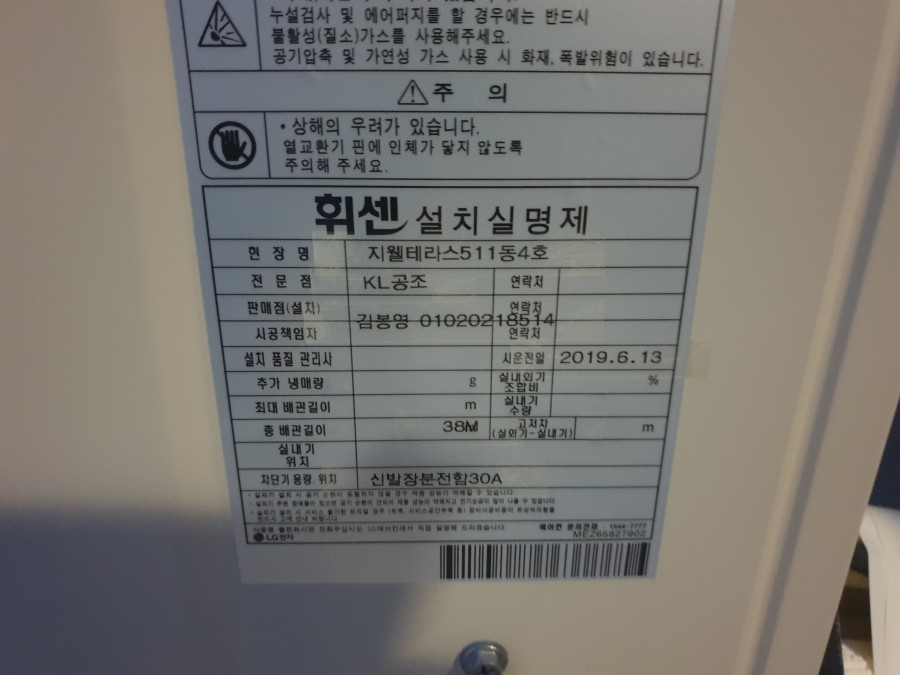 누설검사 및 에어퍼지를 할 경우에는 반드시
불활성(질소)가스를 사용해주세요.
공기압축 및 가연성 가스 사용 시 화재, 폭발위험이 있습니다.
주 의
• 상해의 우려가 있습니다.
열교환기 핀에 인체가 닿지 않도록
주의해 주세요.
휘센 설치실명제
현 장 명 지웰테라스511동4호
전 문 점 KL공조 연락처
판매점(설치) 연락처
김봉명 01020218514
시공책임자 연락처
설치 품질 관리사 시운전일 2019.6.13
추가 냉매량 g 실내외기 조합비 %
최대 배관길이 m 실내기 수량
총 배관길이 38M 고저차 (실외기-실내기) m
실내기 위치
차단기 용량, 위치 신발장분전함30A
에어컨 문의전화 : 1544-7777
LG전자 MEZ65827902